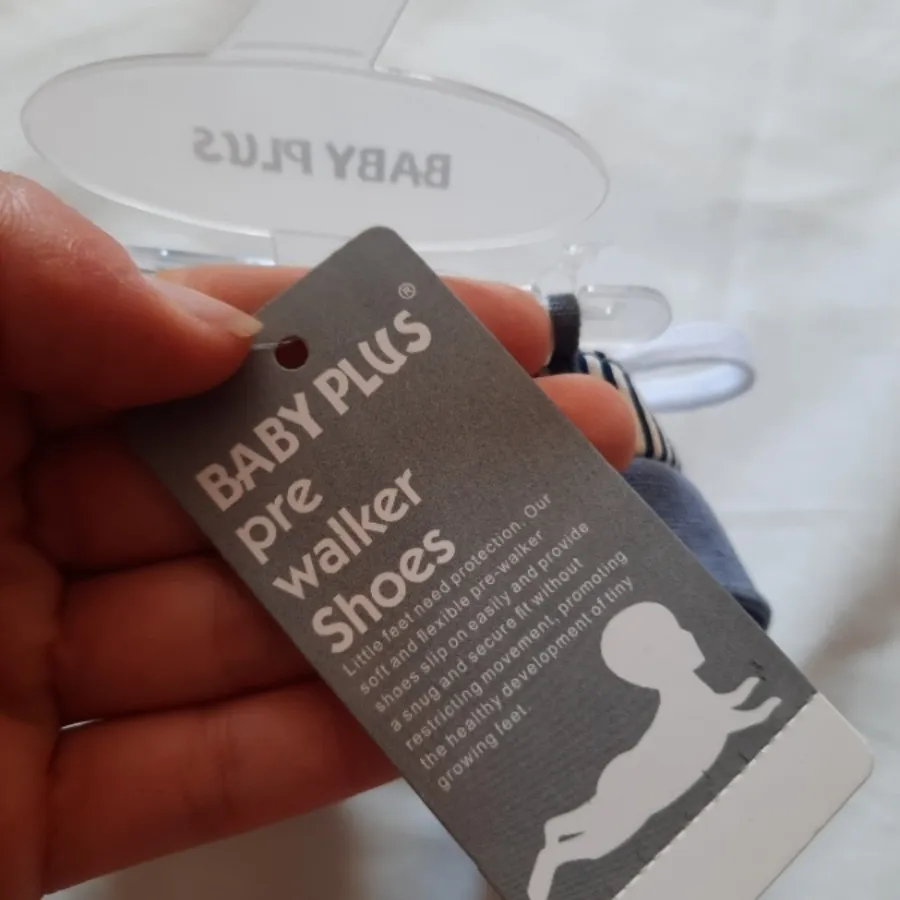 BABY PLUS
BABY PLUS®
pre
walker
Shoes
Little feet need protection. Our
soft and flexible pre-walker
shoes slip on easily and provide
a snug and secure fit without
restricting movement, promoting
the healthy development of tiny
growing feet.